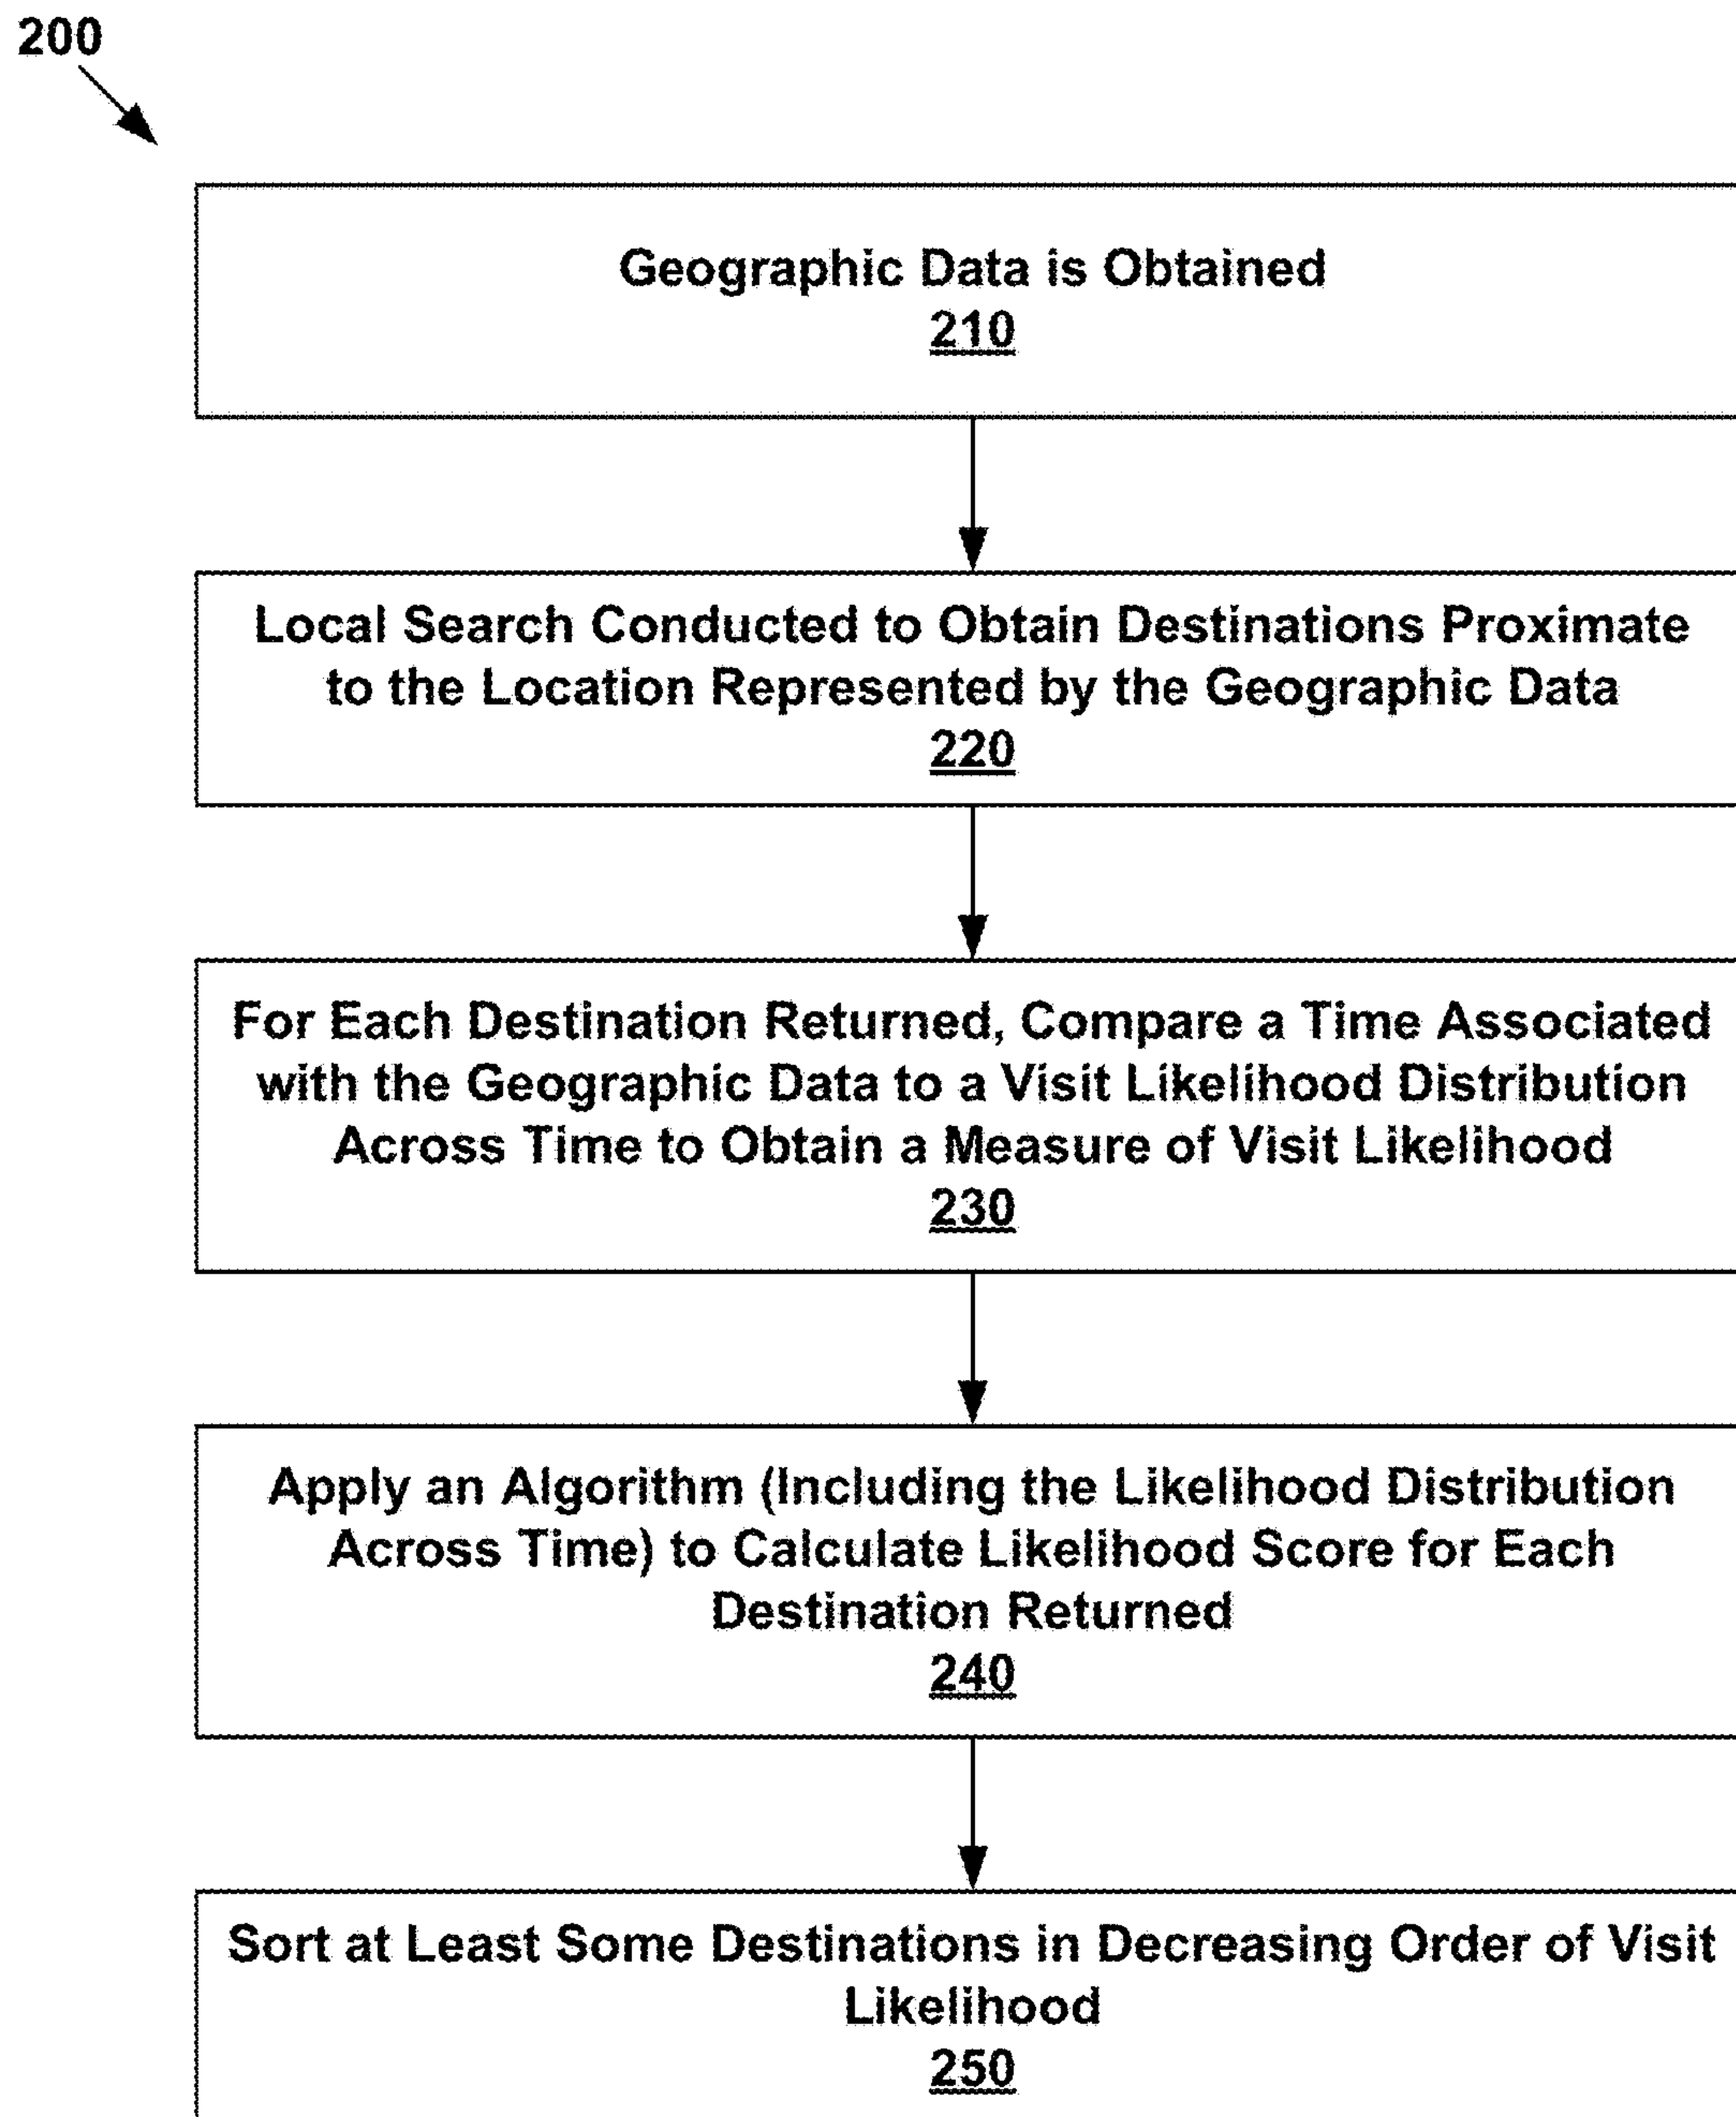 200
Geographic Data is Obtained
210
Local Search Conducted to Obtain Destinations Proximate
to the Location Represented by the Geographic Data
220
For Each Destination Returned, Compare a Time Associated
with the Geographic Data to a Visit Likelihood Distribution
Across Time to Obtain a Measure of Visit Likelihood
230
Apply an Algorithm (Including the Likelihood Distribution
Across Time) to Calculate Likelihood Score for Each
Destination Returned
240
Sort at Least Some Destinations in Decreasing Order of Visit
Likelihood
250